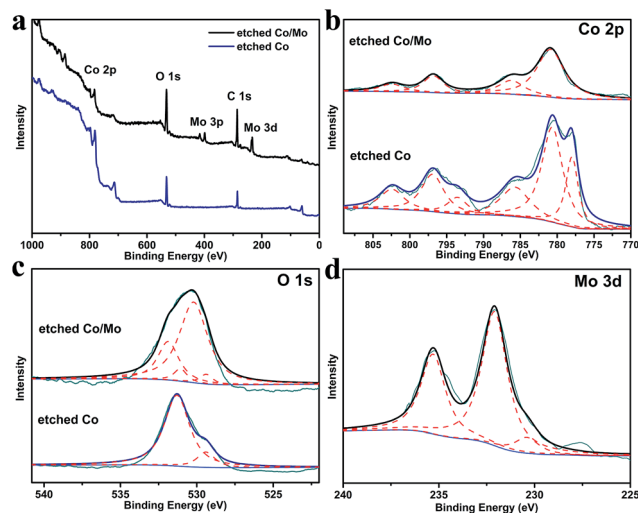 a
etched Co/Mo
etched Co
Co 2p
O 1s
C 1s
Mo 3p
Mo 3d
Intensity
1000 800 600 400 200 0
Binding Energy (eV)
b
Co 2p
etched Co/Mo
etched Co
Intensity
805 800 795 790 785 780 775 770
Binding Energy (eV)
c
O 1s
etched Co/Mo
etched Co
Intensity
540 535 530 525
Binding Energy (eV)
d
Mo 3d
Intensity
240 235 230 225
Binding Energy (eV)